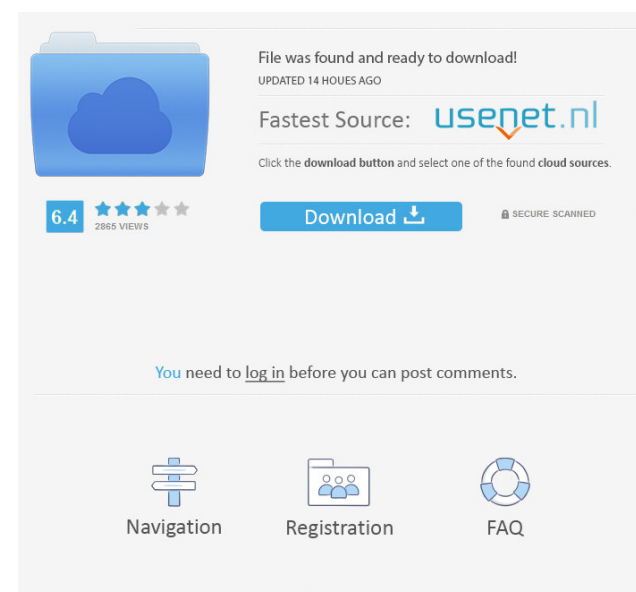 File was found and ready to download!
UPDATED 14 HOUES AGO
Fastest Source: usenet.nl
Click the download button and select one of the found cloud sources.
6.4
2865 VIEWS
Download
SECURE SCANNED
You need to log in before you can post comments.
Navigation
Registration
FAQ